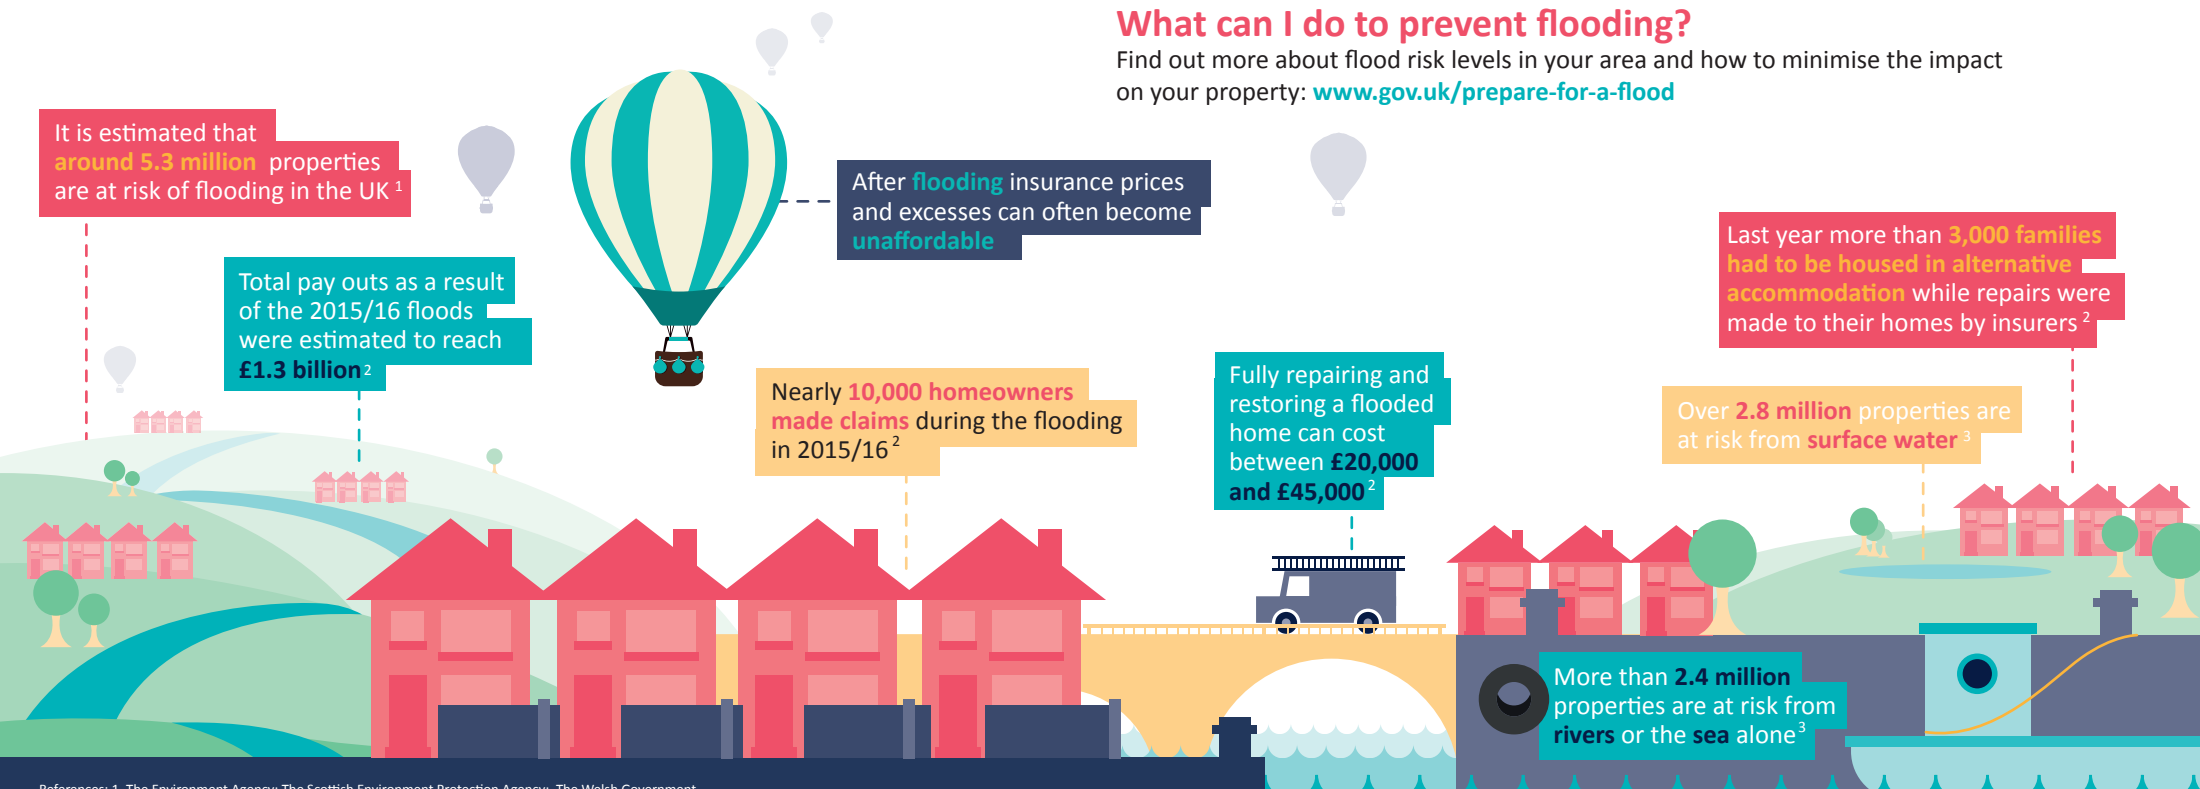 What can I do to prevent flooding?
Find out more about flood risk levels in your area and how to minimise the impact
on your property: www.gov.uk/prepare-for-a-flood
It is estimated that
around 5.3 million properties
are at risk of flooding in the UK 1
After flooding insurance prices
and excesses can often become
unaffordable
Last year more than 3,000 families
had to be housed in alternative
accommodation while repairs were
made to their homes by insurers 2
Total pay outs as a result
of the 2015/16 floods
were estimated to reach
£1.3 billion 2
Nearly 10,000 homeowners
made claims during the flooding
in 2015/16 2
Fully repairing and
restoring a flooded
home can cost
between £20,000
and £45,000 2
Over 2.8 million properties are
at risk from surface water 3
More than 2.4 million
properties are at risk from
rivers or the sea alone 3
References: 1. The Environment Agency; The Scottish Environment Protection Agency; The Welsh Government